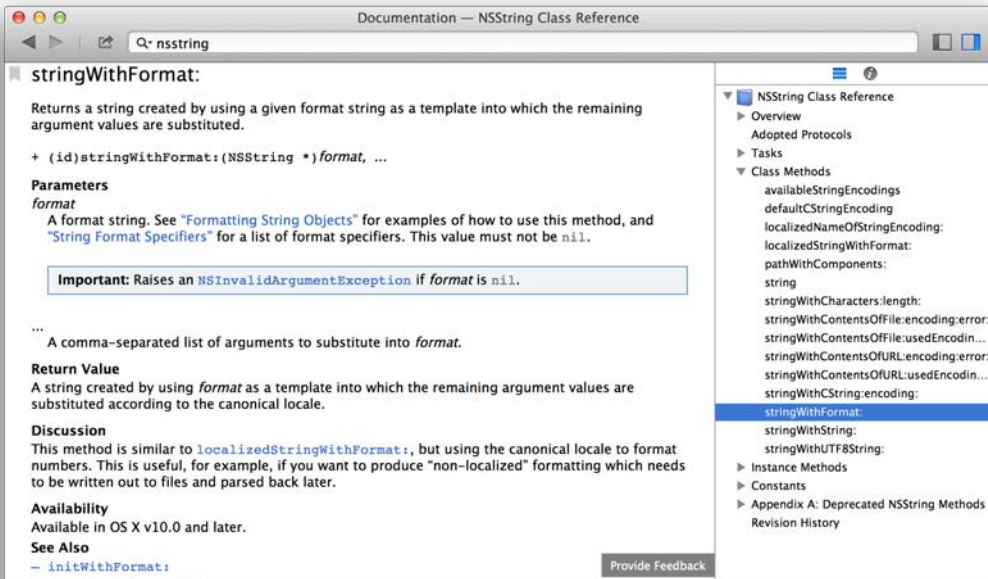 Documentation — NSString Class Reference
nsstring
stringWithFormat:
Returns a string created by using a given format string as a template into which the remaining
argument values are substituted.
+ (id)stringWithFormat:(NSString *)format, ...
Parameters
format
A format string. See “Formatting String Objects” for examples of how to use this method, and
“String Format Specifiers” for a list of format specifiers. This value must not be nil.
Important: Raises an NSInvalidArgumentException if format is nil.
...
A comma-separated list of arguments to substitute into format.
Return Value
A string created by using format as a template into which the remaining argument values are
substituted according to the canonical locale.
Discussion
This method is similar to localizedStringWithFormat:, but using the canonical locale to format
numbers. This is useful, for example, if you want to produce “non-localized” formatting which needs
to be written out to files and parsed back later.
Availability
Available in OS X v10.0 and later.
See Also
– initWithFormat:
Provide Feedback
NSString Class Reference
Overview
Adopted Protocols
Tasks
Class Methods
availableStringEncodings
defaultCStringEncoding
localizedNameOfStringEncoding:
localizedStringWithFormat:
pathWithComponents:
string
stringWithCharacters:length:
stringWithContentsOfFile:encoding:error:
stringWithContentsOfFile:usedEncodin...
stringWithContentsOfURL:encoding:error:
stringWithContentsOfURL:usedEncodin...
stringWithCString:encoding:
stringWithFormat:
stringWithString:
stringWithUTF8String:
Instance Methods
Constants
Appendix A: Deprecated NSString Methods
Revision History